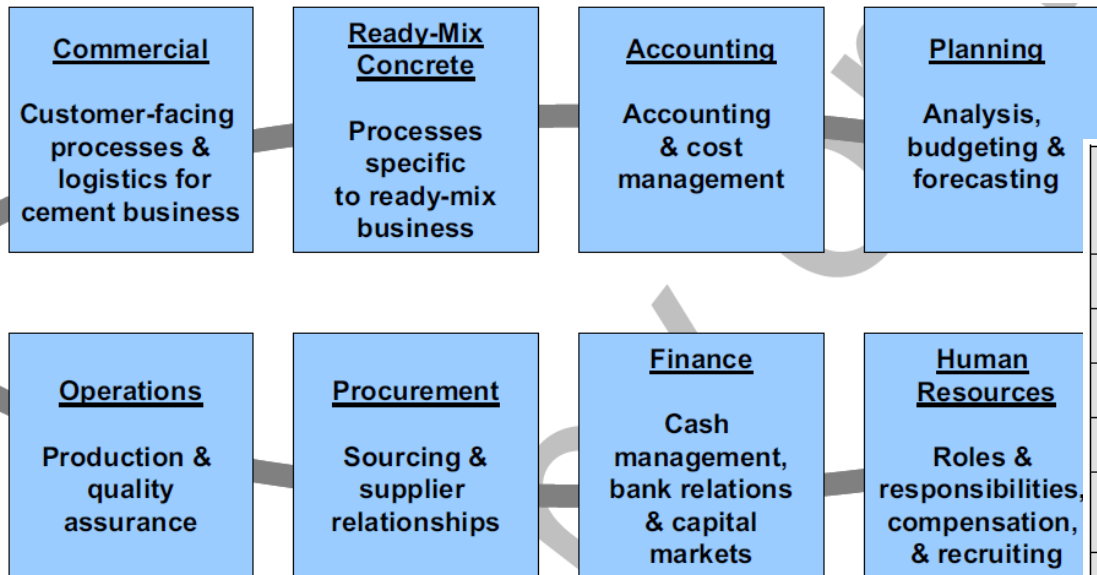 Commercial
Customer-facing
processes &
logistics for
cement business
Ready-Mix
Concrete
Processes
specific
to ready-mix
business
Accounting
Accounting
& cost
management
Planning
Analysis,
budgeting &
forecasting
Operations
Production &
quality
assurance
Procurement
Sourcing &
supplier
relationships
Finance
Cash
management,
bank relations
& capital
markets
Human
Resources
Roles &
responsibilities,
compensation,
& recruiting